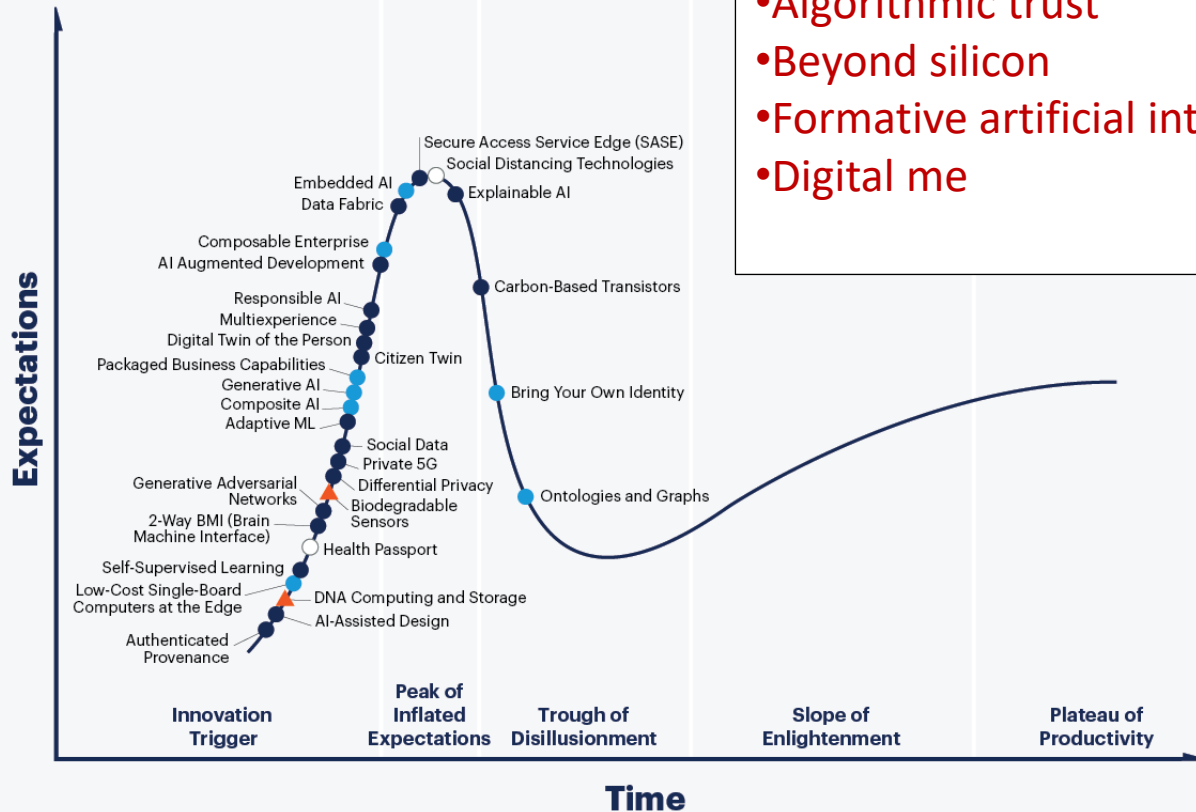 •Algorithmic trust
•Beyond silicon
•Formative artificial
•Digital me
Expectations
Secure Access Service Edge (SASE)
Social Distancing Technologies
Embedded AI
Data Fabric
Explainable AI
Composable Enterprise
AI Augmented Development
Carbon-Based Transistors
Responsible AI
Multiexperience
Digital Twin of the Person
Citizen Twin
Packaged Business Capabilities
Generative AI
Composite AI
Adaptive ML
Bring Your Own Identity
Social Data
Private 5G
Differential Privacy
Generative Adversarial
Networks
Biodegradable
Sensors
Ontologies and Graphs
2-Way BMI (Brain
Machine Interface)
Health Passport
Self-Supervised Learning
Low-Cost Single-Board
Computers at the Edge
DNA Computing and Storage
AI-Assisted Design
Authenticated
Provenance
Innovation
Trigger
Peak of
Inflated
Expectations
Trough of
Disillusionment
Slope of
Enlightenment
Plateau of
Productivity
Time